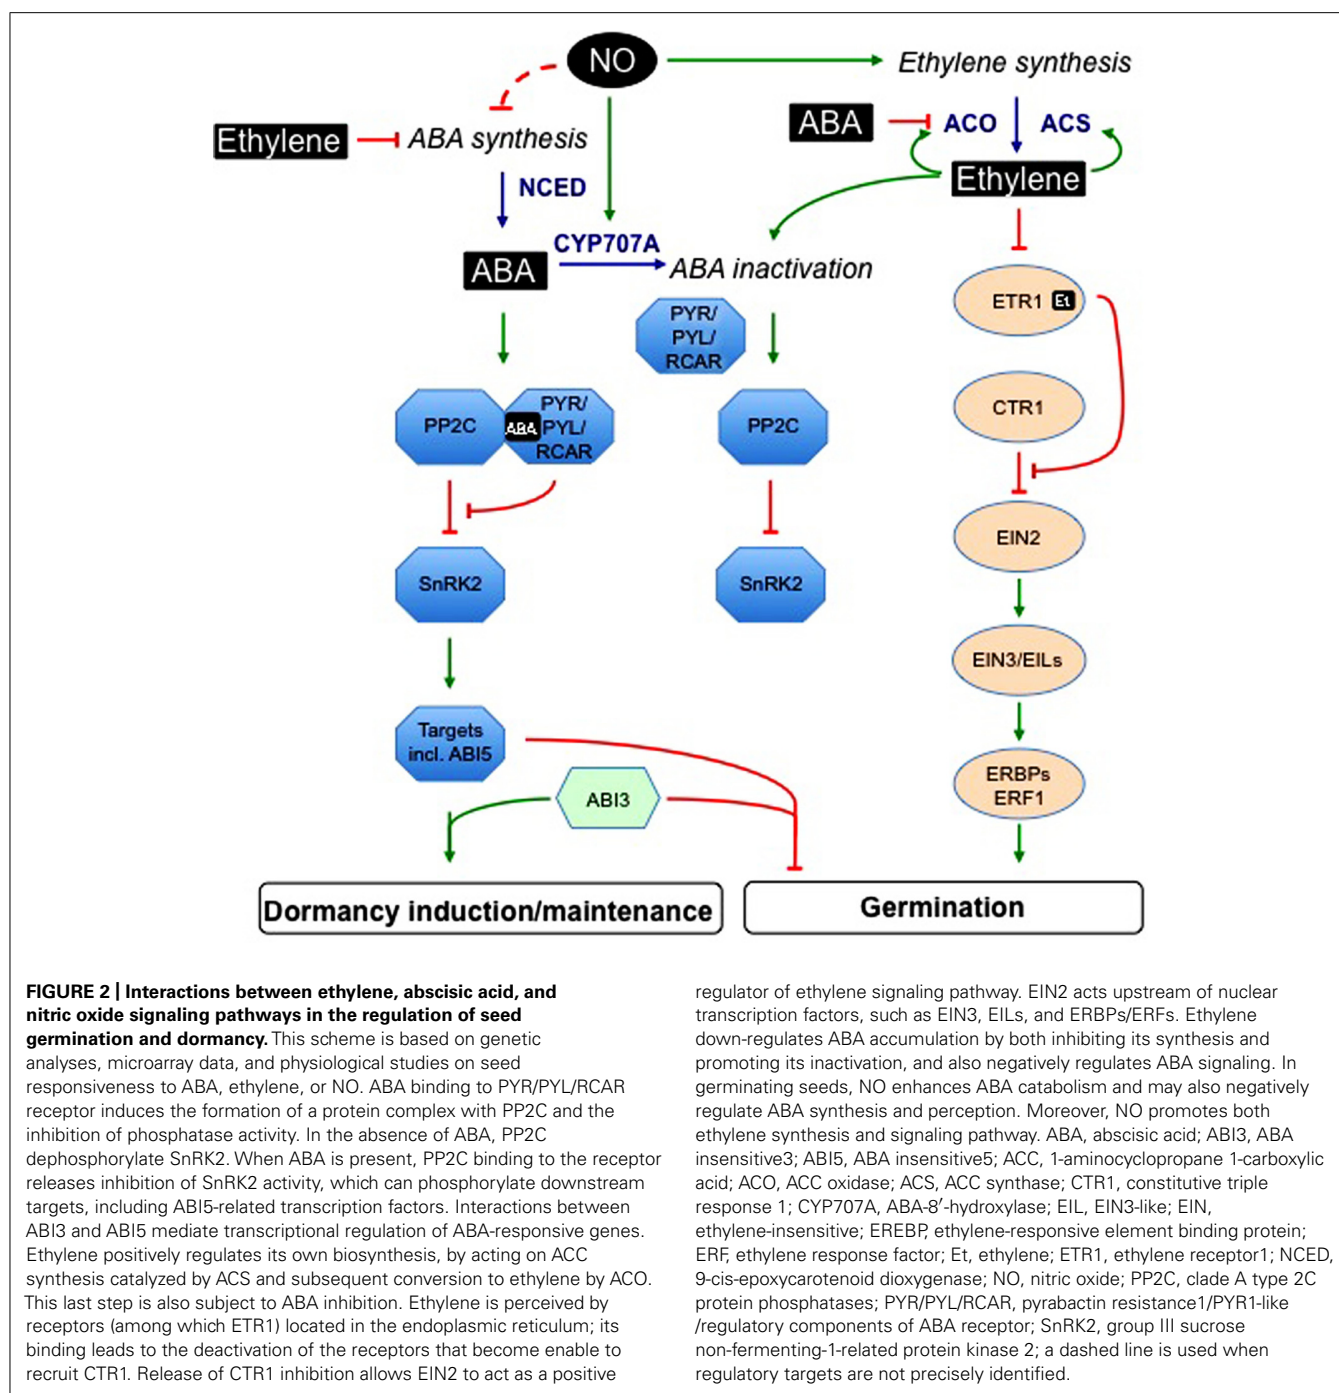 NO
Ethylene synthesis
Ethylene
ABA synthesis
ABA
ACO
ACS
NCED
Ethylene
CYP707A
ABA
ABA inactivation
PYR/
PYL/
RCAR
ETR1
Et
PP2C
ABA
PYR/
PYL/
RCAR
PP2C
CTR1
SnRK2
SnRK2
EIN2
EIN3/EILs
Targets
incl. ABI5
ABI3
ERBPs
ERF1
Dormancy induction/maintenance
Germination
FIGURE 2 | Interactions between ethylene, abscisic acid, and
nitric oxide signaling pathways in the regulation of seed
germination and dormancy. This scheme is based on genetic
analyses, microarray data, and physiological studies on seed
responsiveness to ABA, ethylene, or NO. ABA binding to PYR/PYL/RCAR
receptor induces the formation of a protein complex with PP2C and the
inhibition of phosphatase activity. In the absence of ABA, PP2C
dephosphorylate SnRK2. When ABA is present, PP2C binding to the receptor
releases inhibition of SnRK2 activity, which can phosphorylate downstream
targets, including ABI5-related transcription factors. Interactions between
ABI3 and ABI5 mediate transcriptional regulation of ABA-responsive genes.
Ethylene positively regulates its own biosynthesis, by acting on ACC
synthesis catalyzed by ACS and subsequent conversion to ethylene by ACO.
This last step is also subject to ABA inhibition. Ethylene is perceived by
receptors (among which ETR1) located in the endoplasmic reticulum; its
binding leads to the deactivation of the receptors that become enable to
recruit CTR1. Release of CTR1 inhibition allows EIN2 to act as a positive
regulator of ethylene signaling pathway. EIN2 acts upstream of nuclear
transcription factors, such as EIN3, EILs, and ERBPs/ERFs. Ethylene
down-regulates ABA accumulation by both inhibiting its synthesis and
promoting its inactivation, and also negatively regulates ABA signaling. In
germinating seeds, NO enhances ABA catabolism and may also negatively
regulate ABA synthesis and perception. Moreover, NO promotes both
ethylene synthesis and signaling pathway. ABA, abscisic acid; ABI3, ABA
insensitive3; ABI5, ABA insensitive5; ACC, 1-aminocyclopropane 1-carboxylic
acid; ACO, ACC oxidase; ACS, ACC synthase; CTR1, constitutive triple
response 1; CYP707A, ABA-8′-hydroxylase; EIL, EIN3-like; EIN,
ethylene-insensitive; EREBP, ethylene-responsive element binding protein;
ERF, ethylene response factor; Et, ethylene; ETR1, ethylene receptor1; NCED,
9-cis-epoxycarotenoid dioxygenase; NO, nitric oxide; PP2C, clade A type 2C
protein phosphatases; PYR/PYL/RCAR, pyrabactin resistance1/PYR1-like
/regulatory components of ABA receptor; SnRK2, group III sucrose
non-fermenting-1-related protein kinase 2; a dashed line is used when
regulatory targets are not precisely identified.